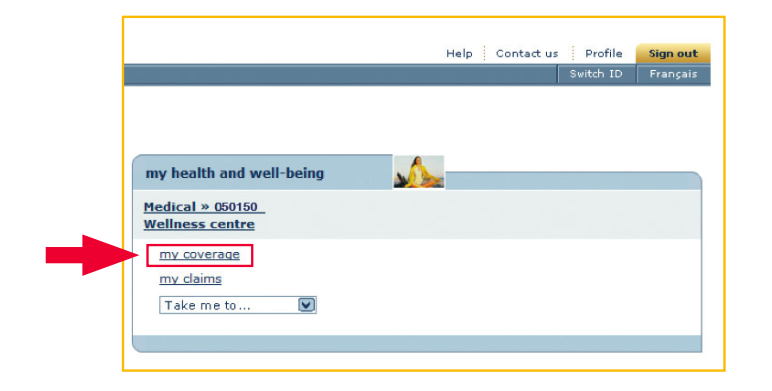 Help Contact us Profile Sign out
Switch ID Français
my health and well-being
Medical » 050150
Wellness centre
my coverage
my claims
Take me to...